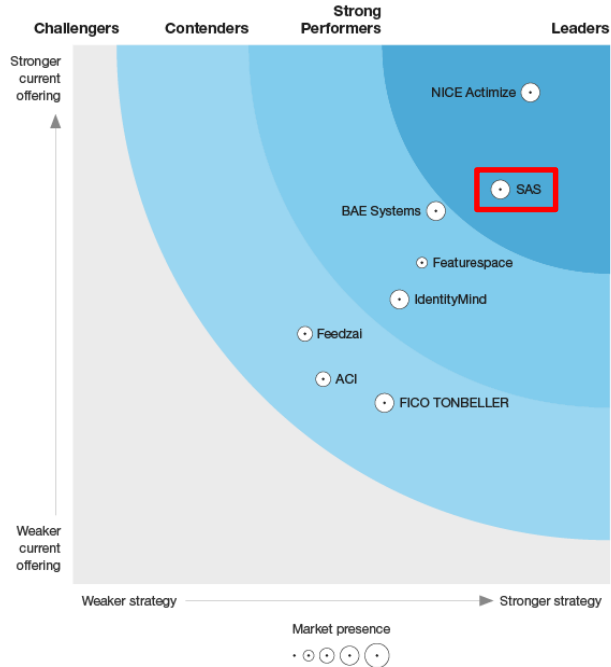 Challengers
Contenders
Strong
Performers
Leaders
Stronger
current
offering
NICE Actimize
SAS
BAE Systems
Featurespace
IdentityMind
Feedzai
ACI
FICO TONBELLER
Weaker
current
offering
Weaker strategy
Stronger strategy
Market presence